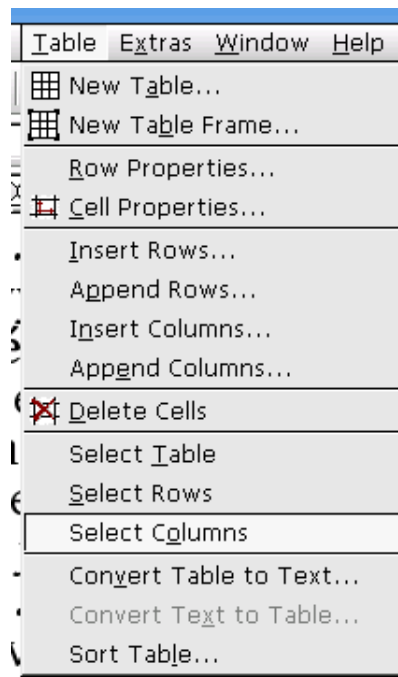 Table Extras Window Help
New Table...
New Table Frame...
Row Properties...
Cell Properties...
Insert Rows...
Append Rows...
Insert Columns...
Append Columns...
Delete Cells
Select Table
Select Rows
Select Columns
Convert Table to Text...
Convert Text to Table...
Sort Table...